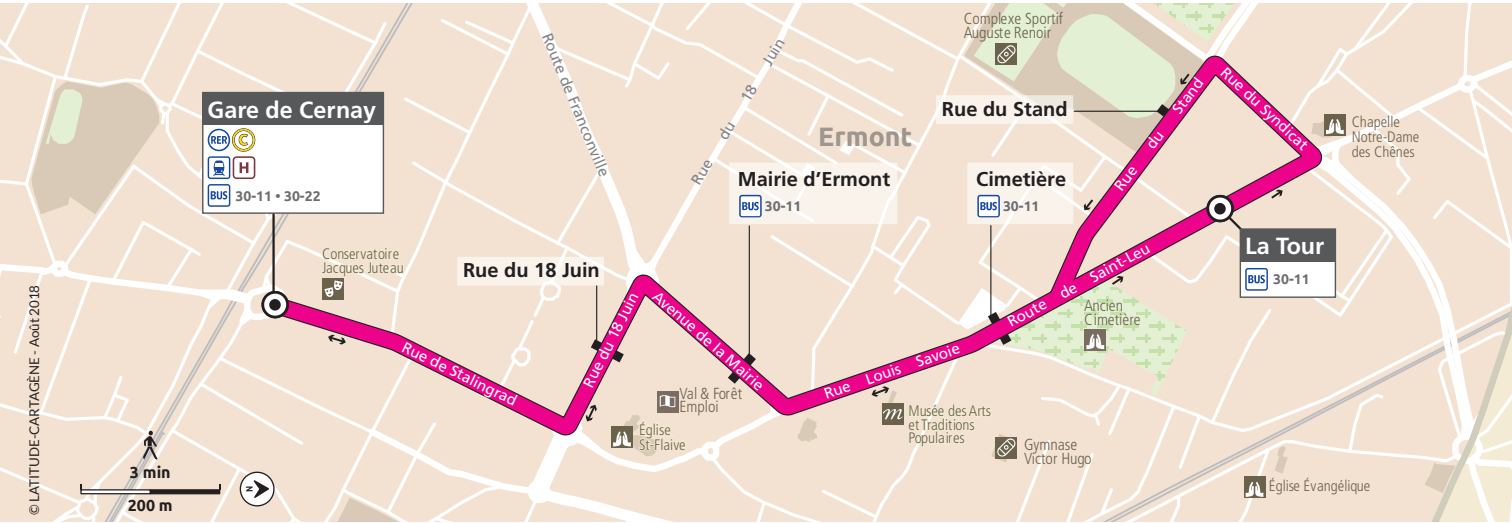 Complexe Sportif
Auguste Renoir
Route de Franconville
Rue du 18 Juin
Gare de Cernay
RER C
H
BUS 30-11 • 30-22
Rue du Stand
Rue du Stand
Rue du Syndicat
Chapelle
Notre-Dame
des Chênes
Ermont
Mairie d'Ermont
BUS 30-11
Cimetière
BUS 30-11
La Tour
BUS 30-11
Conservatoire
Jacques Juteau
Rue du 18 Juin
Rue du 18 Juin
Avenue de la Mairie
Rue de Stalingrad
Rue Louis Savoie
Route de Saint-Leu
Ancien
Cimetière
Val & Forêt
Emploi
Église
St-Flaive
m
Musée des Arts
et Traditions
Populaires
Gymnase
Victor Hugo
Église Évangélique
3 min
200 m
N
© LATITUDE-CARTAGÈNE - Août 2018